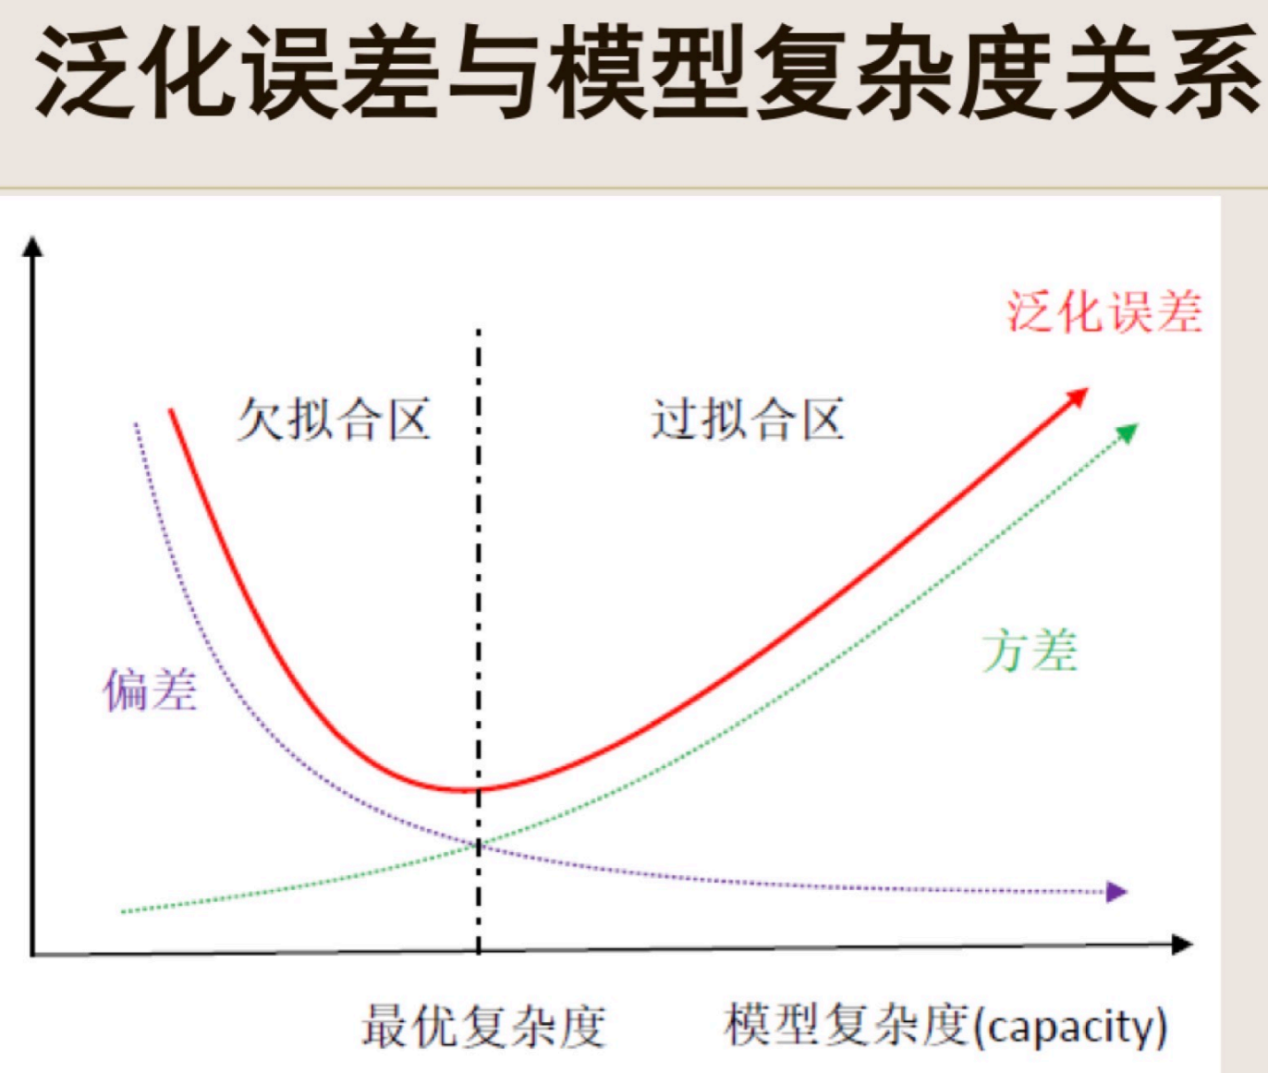 泛化误差与模型复杂度关系
泛化误差
欠拟合区
过拟合区
方差
偏差
最优复杂度
模型复杂度(capacity)